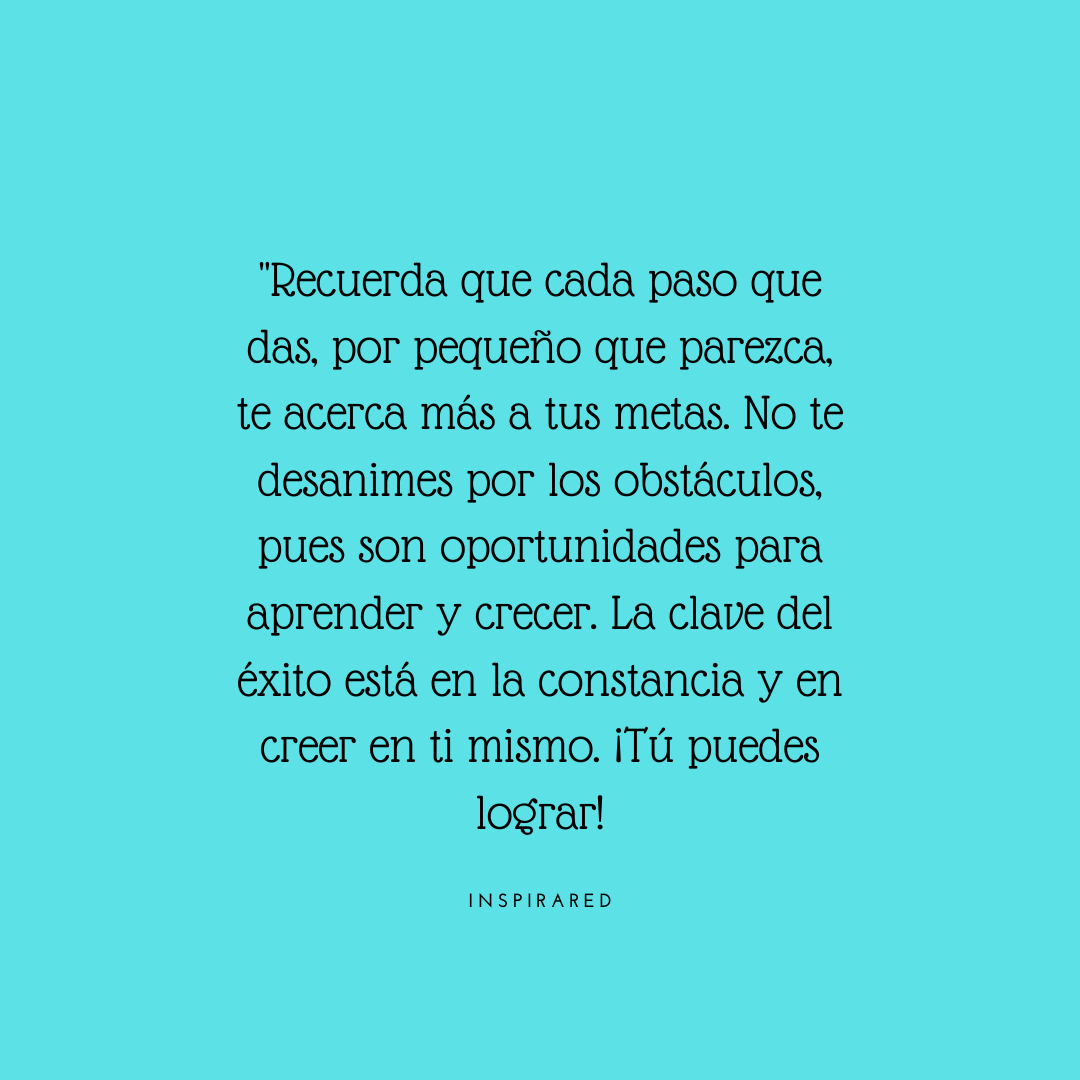 "Recuerda que cada paso que
das, por pequeño que parezca,
te acerca más a tus metas. No te
desanimes por los obstáculos,
pues son oportunidades para
aprender y crecer. La clave del
éxito está en la constancia y en
creer en ti mismo. ¡Tú puedes
lograr!
INSPIRARED